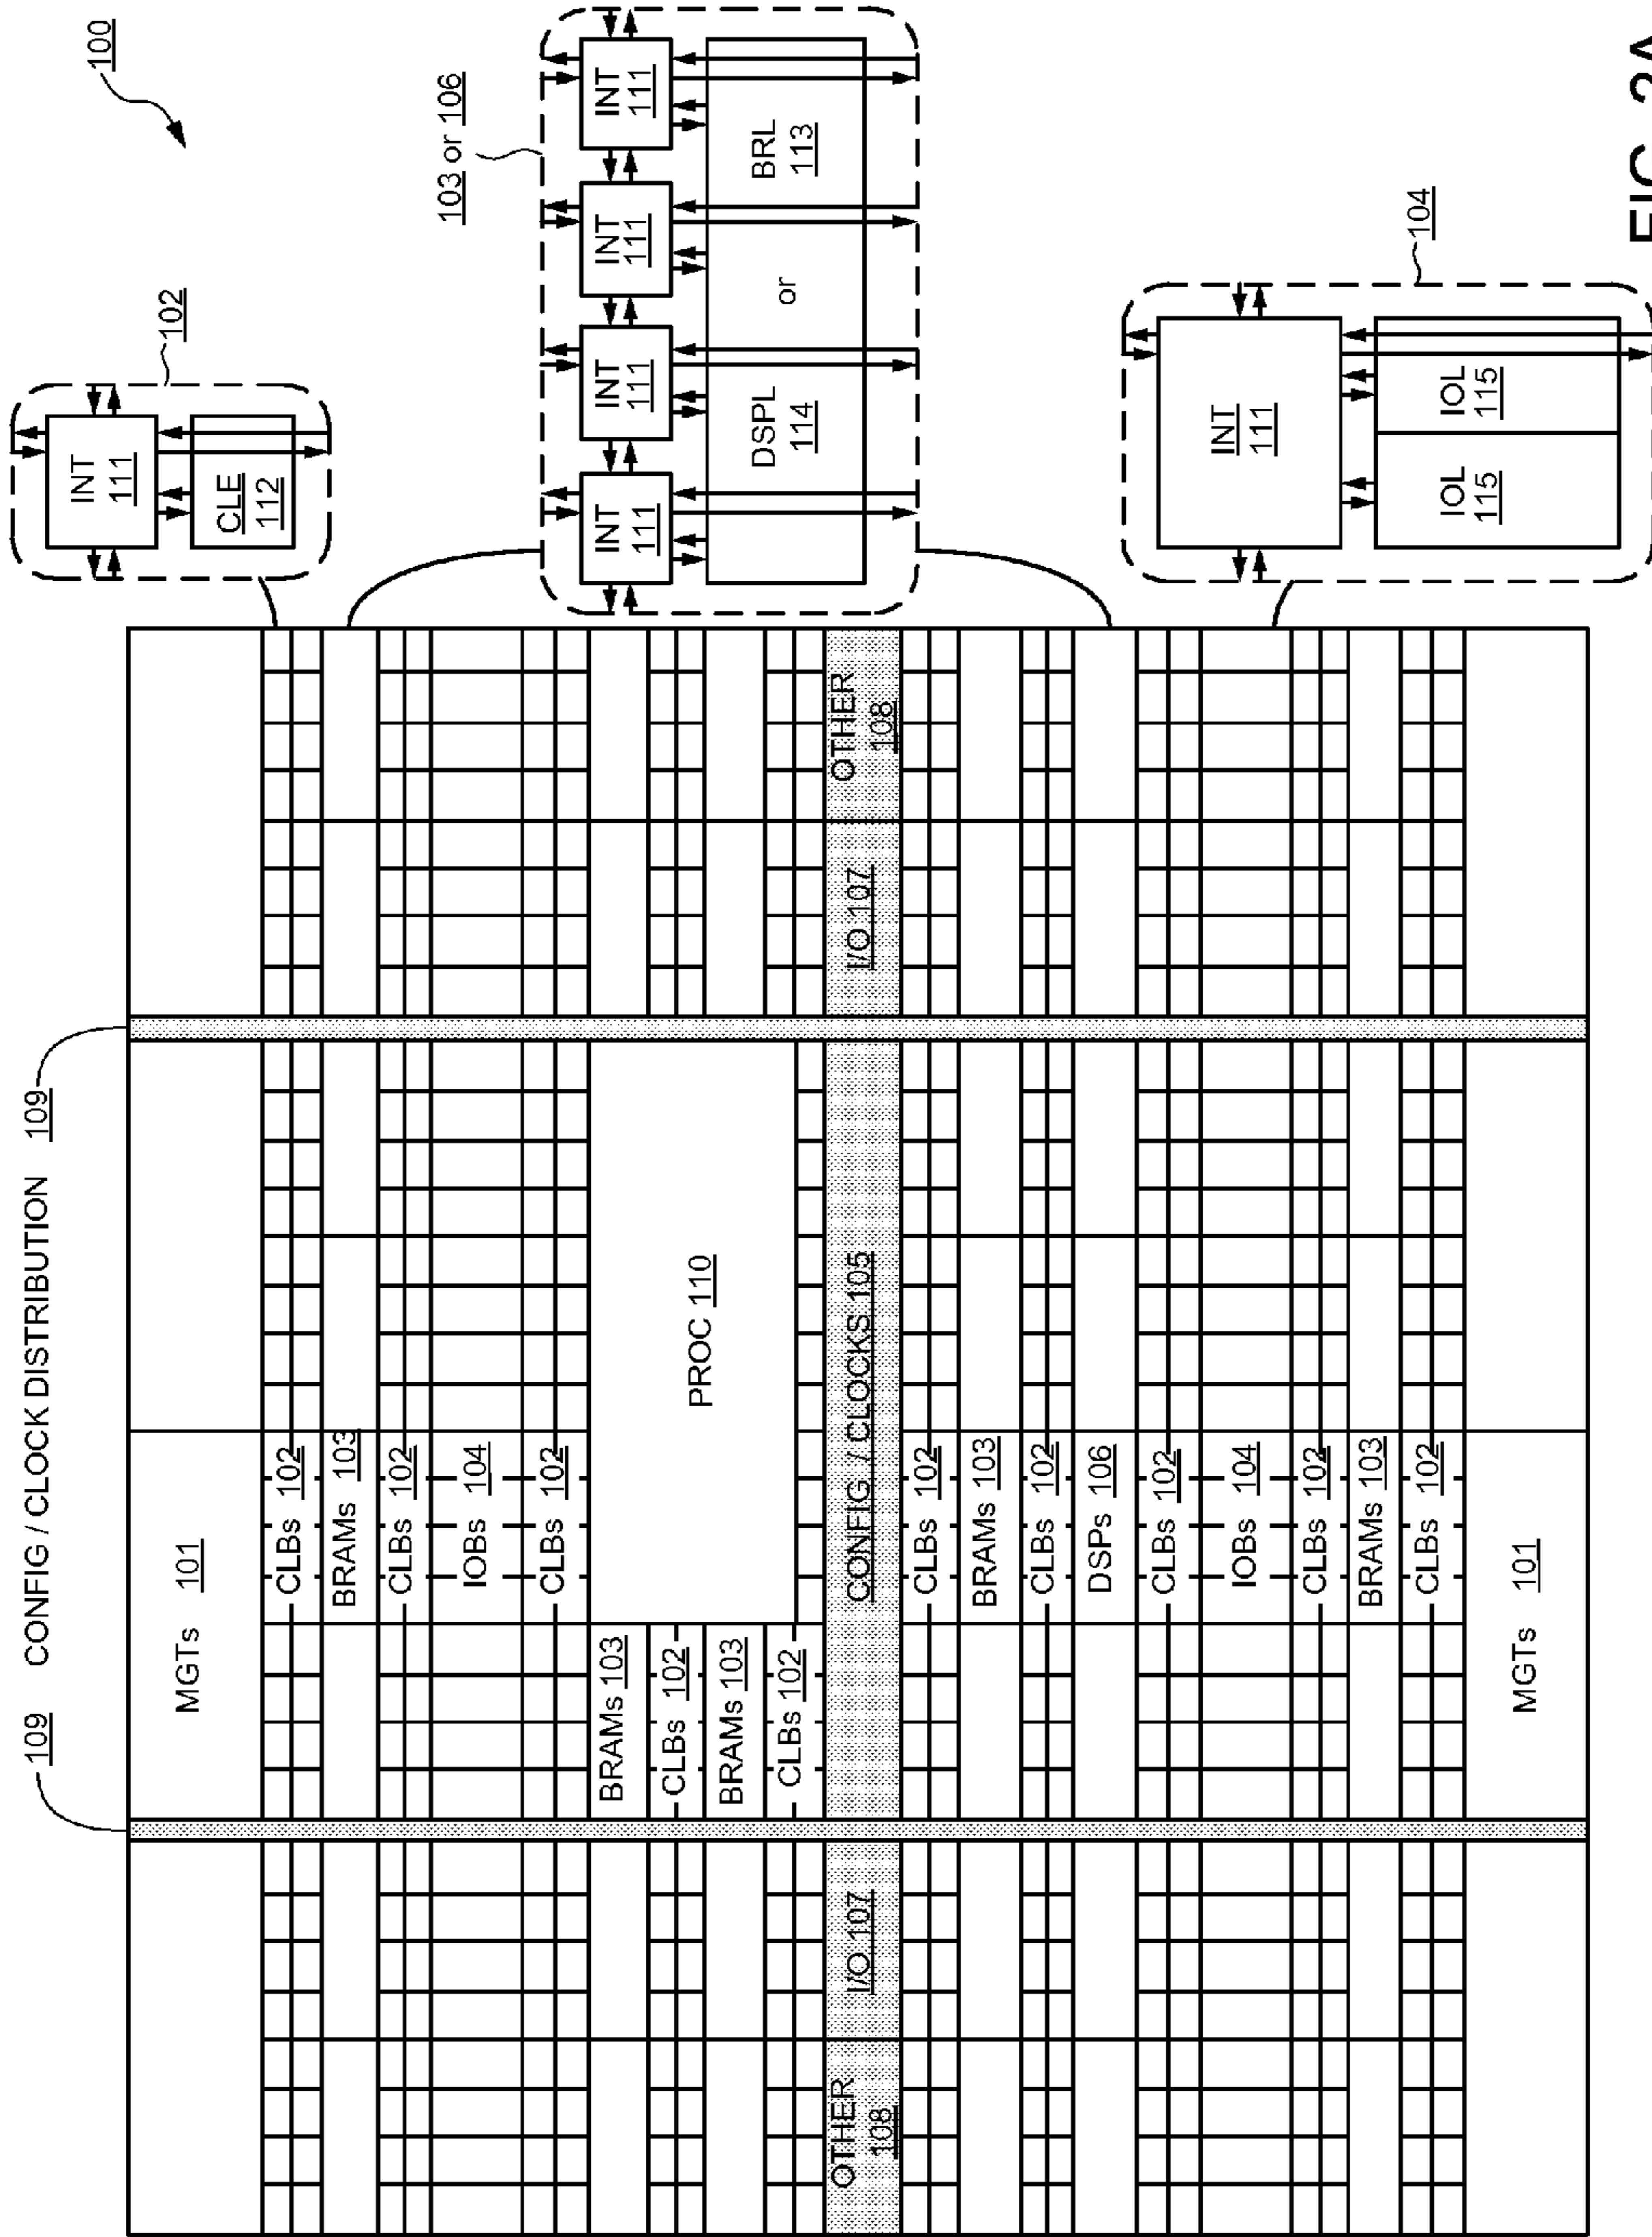 100
CONFIG / CLOCK DISTRIBUTION
109
109
MGTs 101
CLBs 102
BRAMs 103
CLBs 102
IOBs 104
CLBs 102
BRAMs 103
CLBs 102
BRAMs 103
CLBs 102
PROC 110
OTHER
108
I/O 107
CONFIG / CLOCKS 105
I/O 107
OTHER
108
CLBs 102
BRAMs 103
CLBs 102
DSPs 106
CLBs 102
IOBs 104
CLBs 102
BRAMs 103
CLBs 102
MGTs 101
102
INT
111
CLE
112
103 or 106
INT
111
INT
111
INT
111
INT
111
DSPL
114
or
BRL
113
104
INT
111
IOL
115
IOL
115